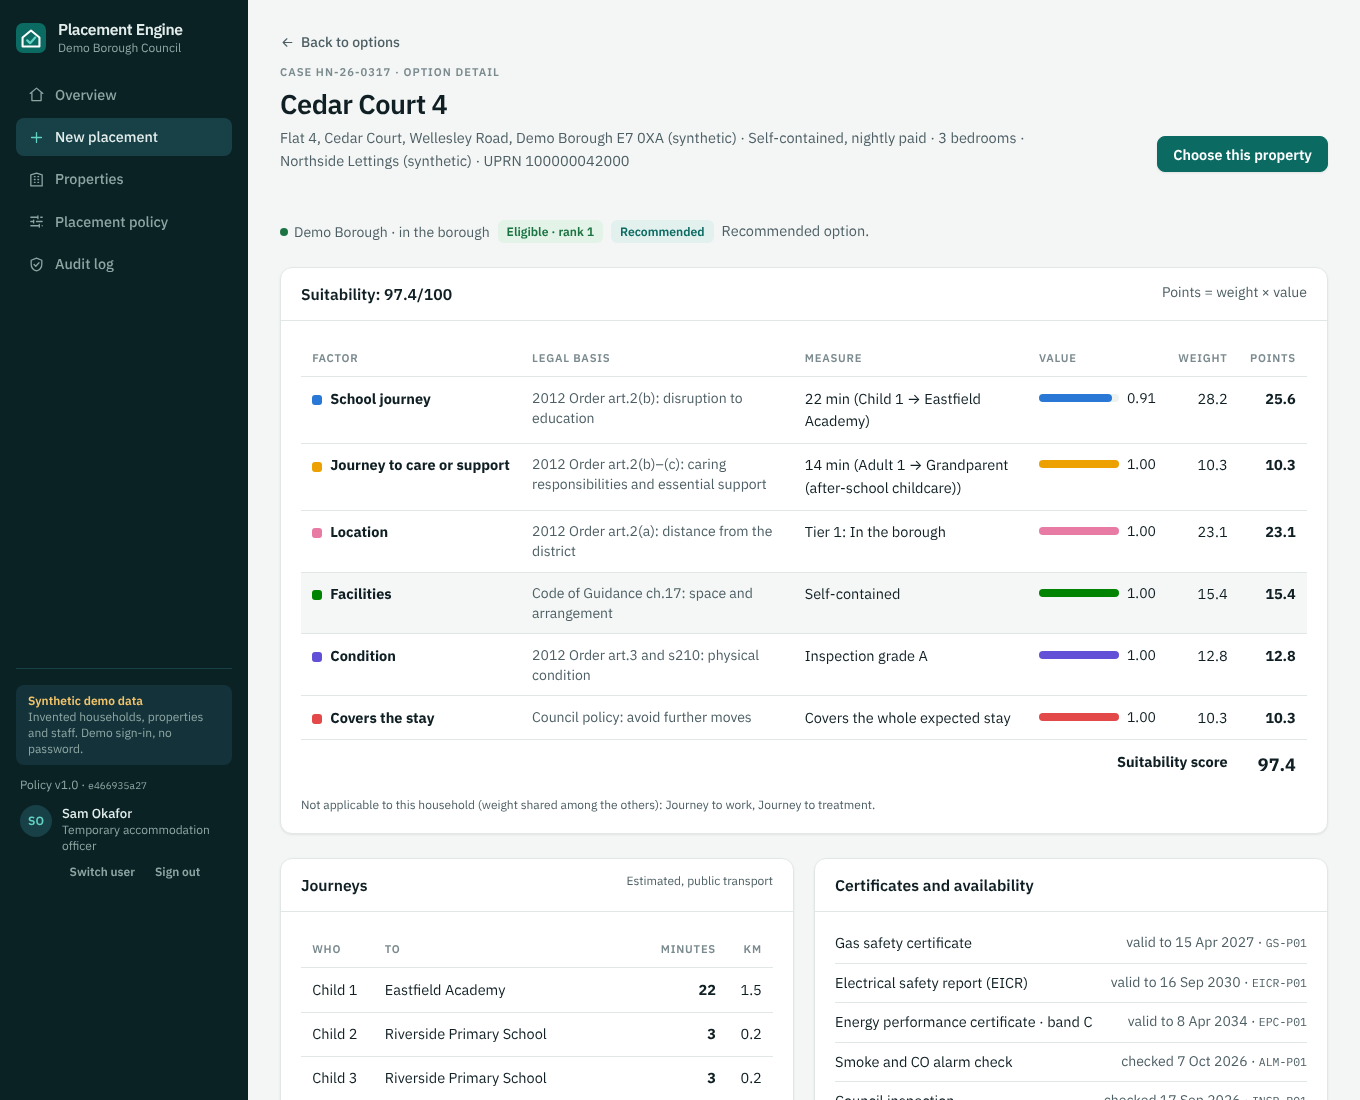 Placement Engine
Demo Borough Council
Overview
New placement
Properties
Placement policy
Audit log
Synthetic demo data
Invented households, properties
and staff. Demo sign-in, no
password.
Policy v1.0 · e466935a27
SO
Sam Okafor
Temporary accommodation
officer
Switch user Sign out
← Back to options
CASE HN-26-0317 · OPTION DETAIL
Cedar Court 4
Flat 4, Cedar Court, Wellesley Road, Demo Borough E7 0XA (synthetic) · Self-contained, nightly paid · 3 bedrooms ·
Northside Lettings (synthetic) · UPRN 100000042000
Choose this property
Demo Borough · in the borough Eligible · rank 1 Recommended Recommended option.
Suitability: 97.4/100 Points = weight × value
FACTOR LEGAL BASIS MEASURE VALUE WEIGHT POINTS
School journey 2012 Order art.2(b): disruption to 22 min (Child 1 → Eastfield 0.91 28.2 25.6
education Academy)
Journey to care or support 2012 Order art.2(b)–(c): caring 14 min (Adult 1 → Grandparent 1.00 10.3 10.3
responsibilities and essential support (after-school childcare))
Location 2012 Order art.2(a): distance from the Tier 1: In the borough 1.00 23.1 23.1
district
Facilities Code of Guidance ch.17: space and Self-contained 1.00 15.4 15.4
arrangement
Condition 2012 Order art.3 and s210: physical Inspection grade A 1.00 12.8 12.8
condition
Covers the stay Council policy: avoid further moves Covers the whole expected stay 1.00 10.3 10.3
Suitability score 97.4
Not applicable to this household (weight shared among the others): Journey to work, Journey to treatment.
Journeys Estimated, public transport
WHO TO MINUTES KM
Child 1 Eastfield Academy 22 1.5
Child 2 Riverside Primary School 3 0.2
Child 3 Riverside Primary School 3 0.2
Certificates and availability
Gas safety certificate valid to 15 Apr 2027 · GS-P01
Electrical safety report (EICR) valid to 16 Sep 2030 · EICR-P01
Energy performance certificate · band C valid to 8 Apr 2034 · EPC-P01
Smoke and CO alarm check checked 7 Oct 2026 · ALM-P01
Council inspection checked 17 Sep 2026 · INSP-P01